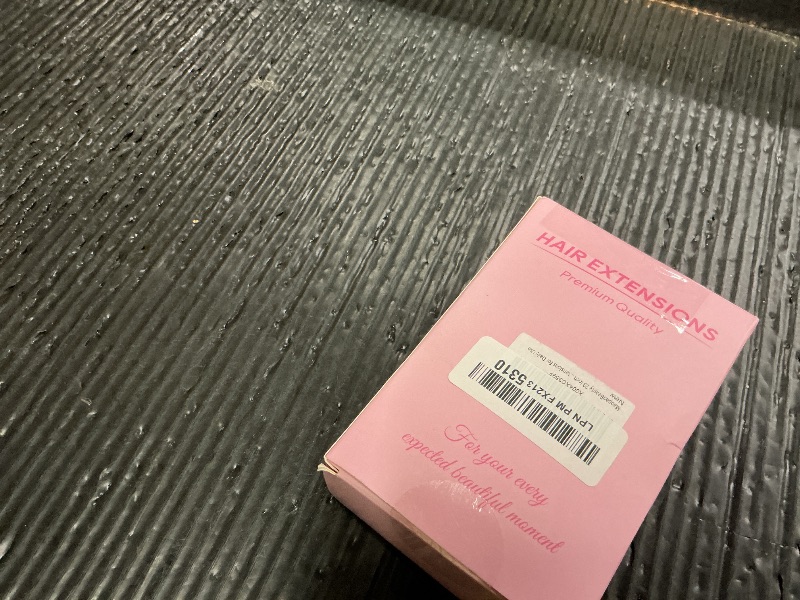 HAIR EXTENSIONS
Premium Quality
LPN PM FX213 5310
For your every
expected beautiful moment